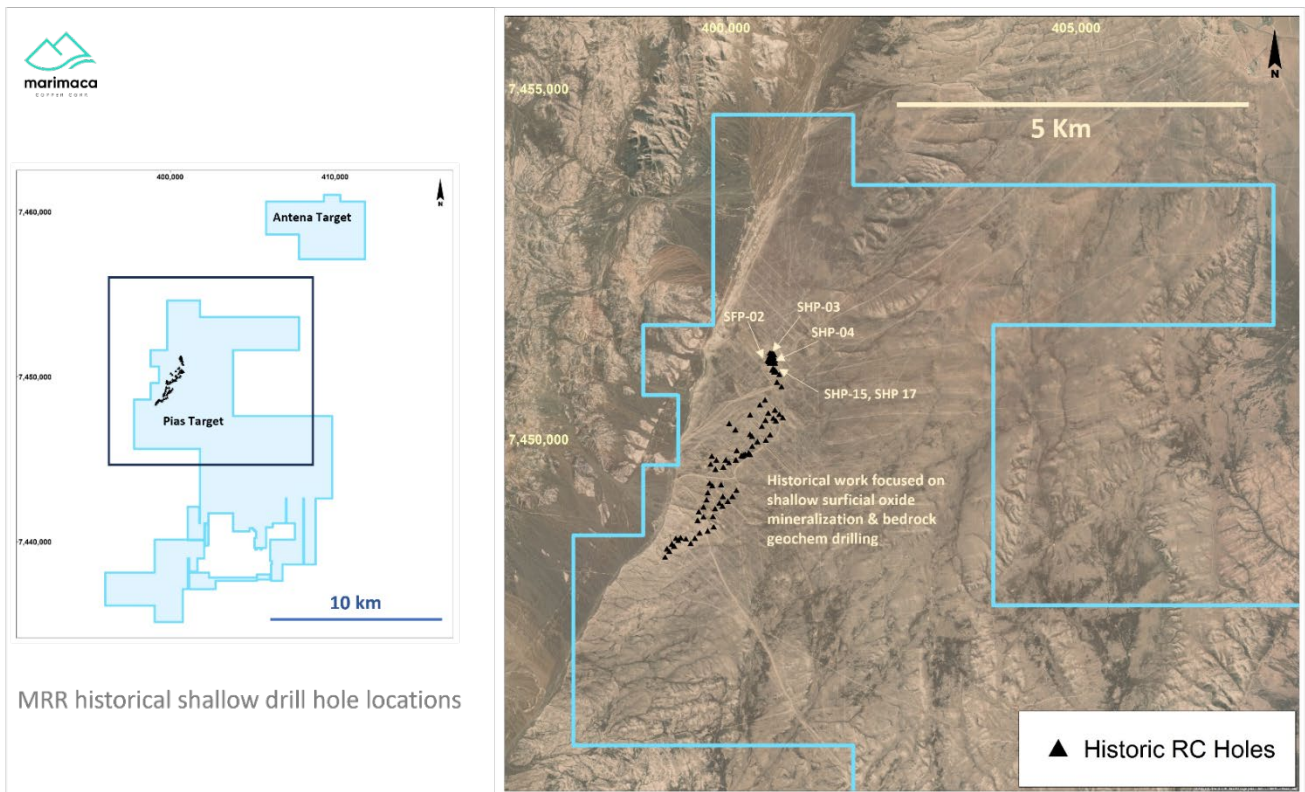 marimaca
COPPER CORP.
400,000
410,000
N
7,460,000
Antena Target
7,450,000
Pias Target
7,440,000
10 km
MRR historical shallow drill hole locations
400,000
405,000
N
7,455,000
5 Km
SHP-03
SFP-02
SHP-04
SHP-15, SHP 17
7,450,000
Historical work focused on
shallow surficial oxide
mineralization & bedrock
geochem drilling
Historic RC Holes